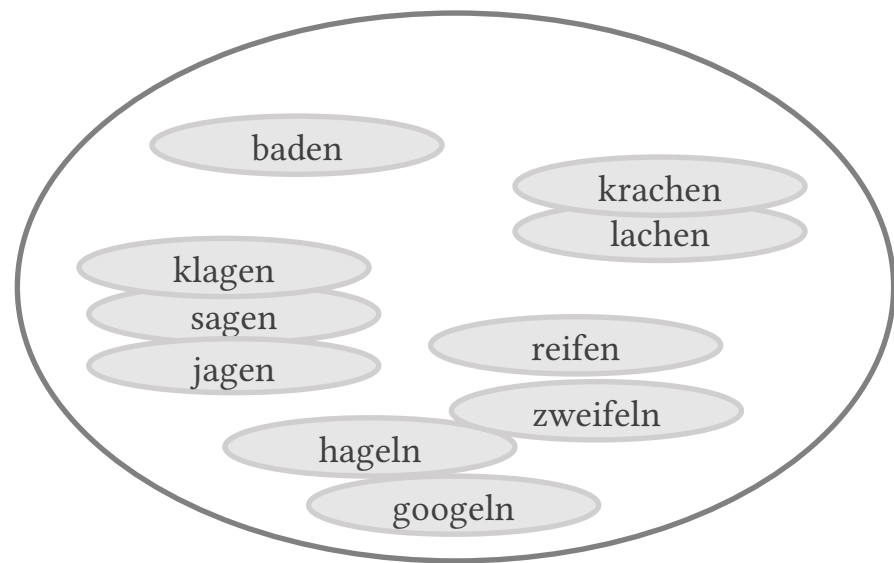 baden
krachen
lachen
klagen
sagen
jagen
reifen
zweifeln
hageln
googeln